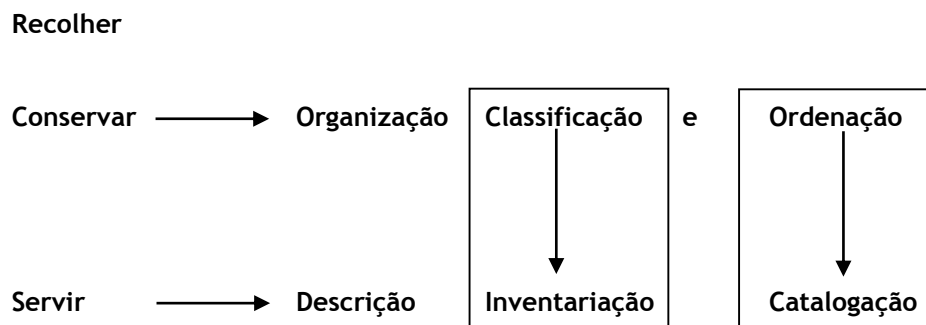 Recolher
Conservar Organização Classificação e Ordenação
Servir Descrição Inventariação Catalogação